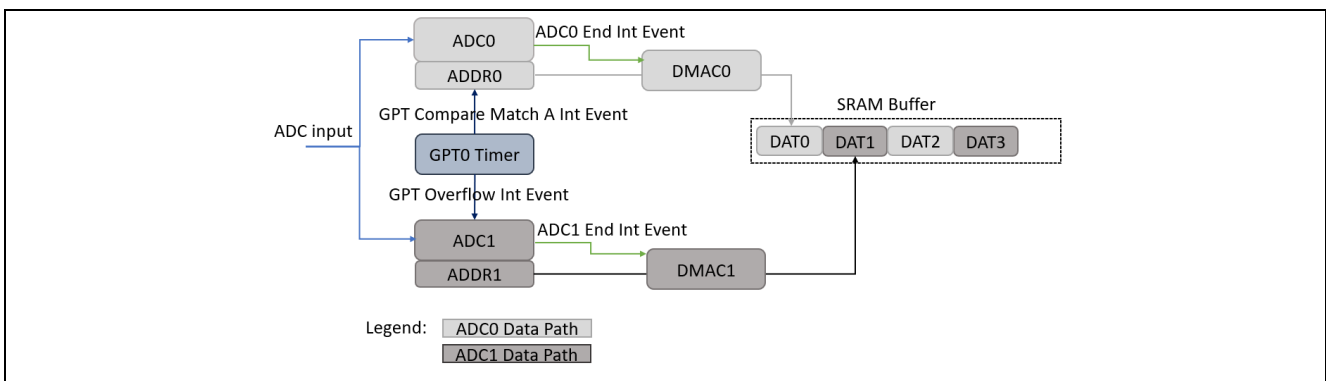 ADC0
ADC0 End Int Event
ADDR0
DMAC0
GPT Compare Match A Int Event
SRAM Buffer
ADC input
GPT0 Timer
DAT0 DAT1 DAT2 DAT3
GPT Overflow Int Event
ADC1
ADC1 End Int Event
ADDR1
DMAC1
Legend: ADC0 Data Path
ADC1 Data Path